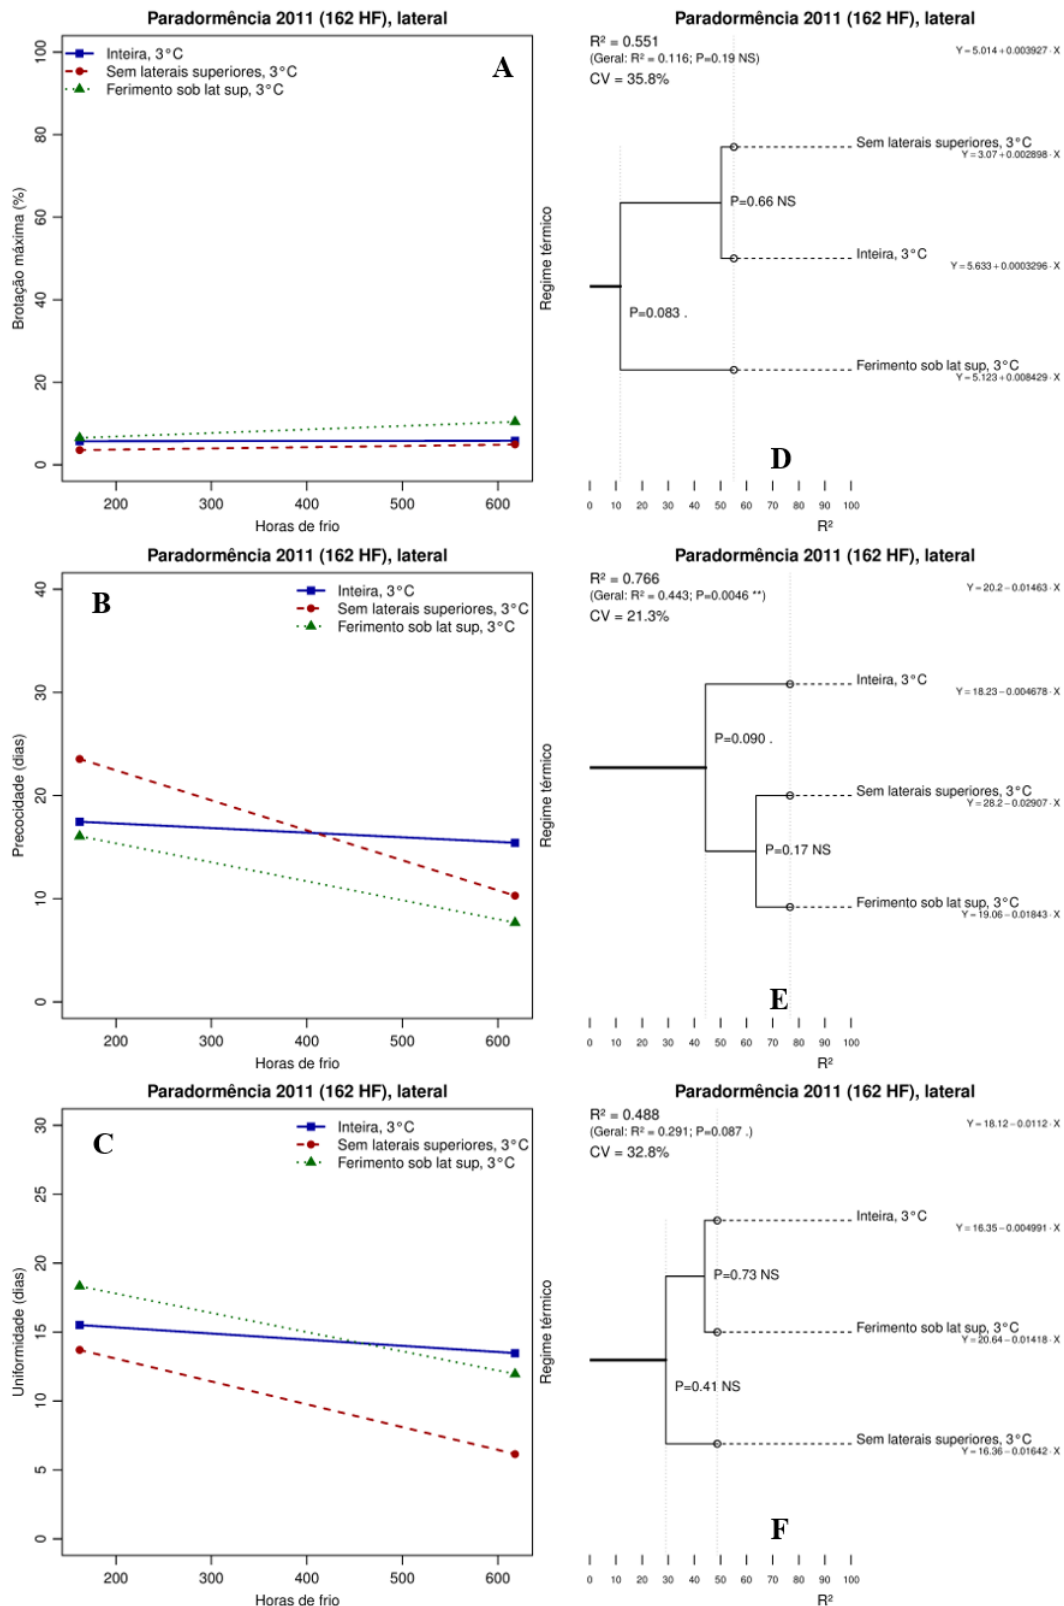 Paradormência 2011 (162 HF), lateral
Inteira, 3°C
Sem laterais superiores, 3°C
Ferimento sob lat sup, 3°C
A
Brotação máxima (%)
0 20 40 60 80 100
200 300 400 500 600
Horas de frio
Paradormência 2011 (162 HF), lateral
R² = 0.551
(Geral: R² = 0.116; P=0.19 NS)
CV = 35.8%
Y = 5.014 + 0.003927 · X
Regime térmico
Sem laterais superiores, 3°C
Y = 3.07 + 0.002898 · X
P=0.66 NS
Inteira, 3°C
Y = 5.633 + 0.0003296 · X
P=0.083 .
Ferimento sob lat sup, 3°C
Y = 5.123 + 0.008429 · X
D
0 10 20 30 40 50 60 70 80 90 100
R²
Paradormência 2011 (162 HF), lateral
B
Inteira, 3°C
Sem laterais superiores, 3°C
Ferimento sob lat sup, 3°C
Precocidade (dias)
0 10 20 30 40
200 300 400 500 600
Horas de frio
Paradormência 2011 (162 HF), lateral
R² = 0.766
(Geral: R² = 0.443; P=0.0046 **)
CV = 21.3%
Y = 20.2 − 0.01463 · X
Regime térmico
Inteira, 3°C
Y = 18.23 − 0.004678 · X
P=0.090 .
Sem laterais superiores, 3°C
Y = 28.2 − 0.02907 · X
P=0.17 NS
Ferimento sob lat sup, 3°C
Y = 19.06 − 0.01843 · X
E
0 10 20 30 40 50 60 70 80 90 100
R²
Paradormência 2011 (162 HF), lateral
C
Inteira, 3°C
Sem laterais superiores, 3°C
Ferimento sob lat sup, 3°C
Uniformidade (dias)
0 5 10 15 20 25 30
200 300 400 500 600
Horas de frio
Paradormência 2011 (162 HF), lateral
R² = 0.488
(Geral: R² = 0.291; P=0.087 .)
CV = 32.8%
Y = 18.12 − 0.0112 · X
Regime térmico
Inteira, 3°C
Y = 16.35 − 0.004991 · X
P=0.73 NS
Ferimento sob lat sup, 3°C
Y = 20.64 − 0.01418 · X
P=0.41 NS
Sem laterais superiores, 3°C
Y = 16.36 − 0.01642 · X
F
0 10 20 30 40 50 60 70 80 90 100
R²